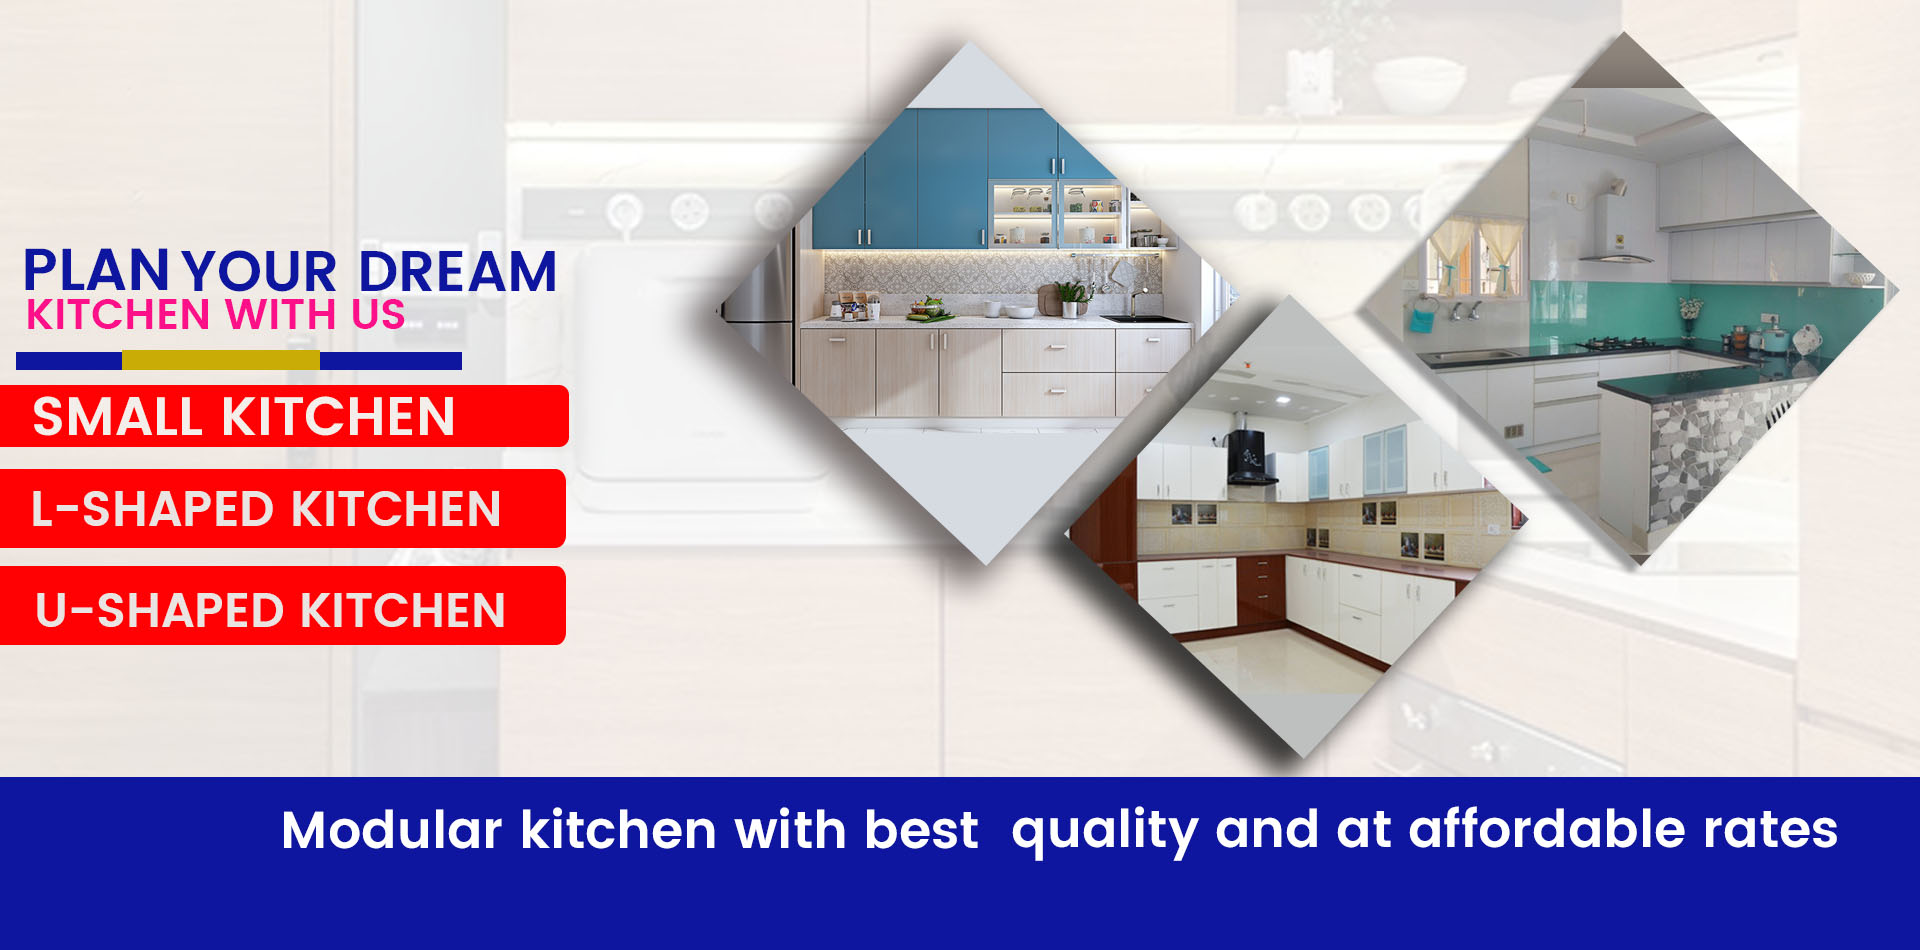 PLAN YOUR DREAM
KITCHEN WITH US
SMALL KITCHEN
L-SHAPED KITCHEN
U-SHAPED KITCHEN
Modular kitchen with best quality and at affordable rates